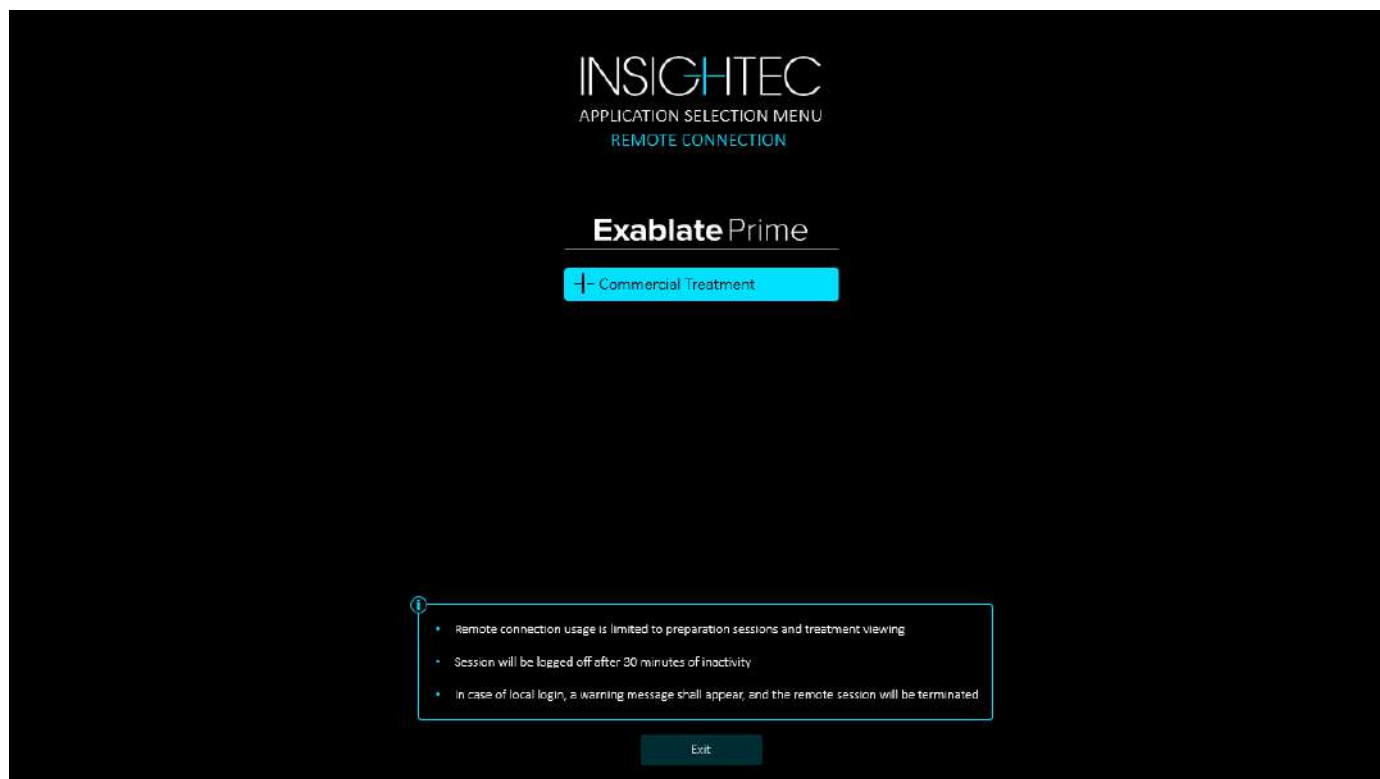 INSIGHTEC
APPLICATION SELECTION MENU
REMOTE CONNECTION
Exablate Prime
Commercial Treatment
• Remote connection usage is limited to preparation sessions and treatment viewing
• Session will be logged off after 30 minutes of inactivity
• In case of local login, a warning message shall appear, and the remote session will be terminated
Exit